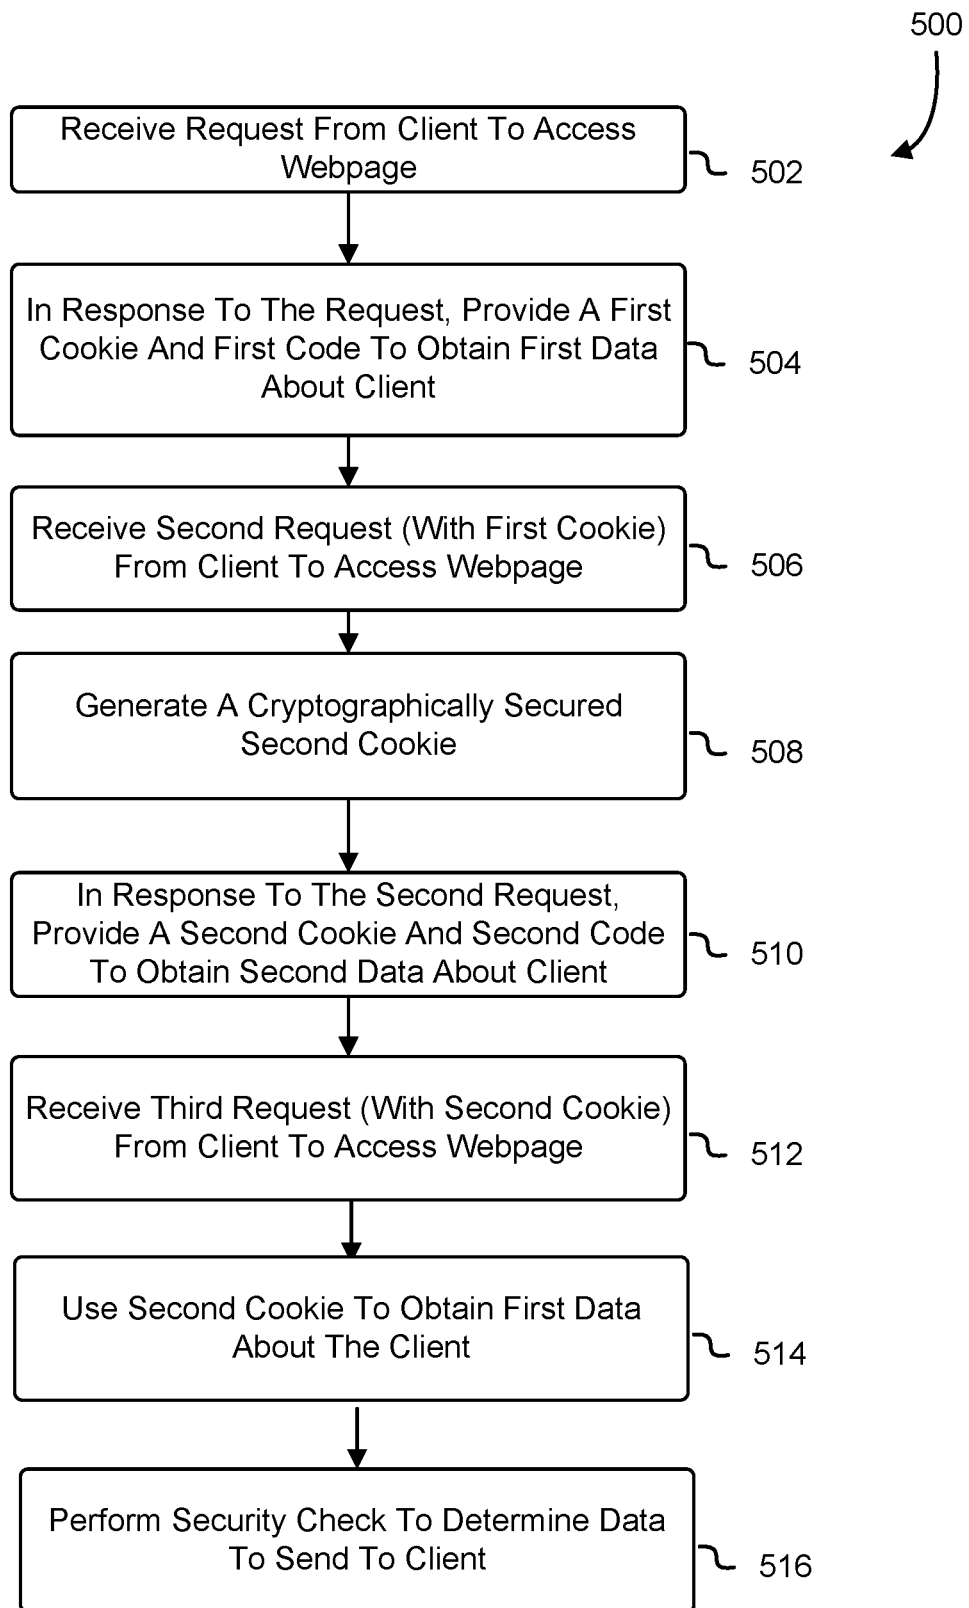 500
Receive Request From Client To Access
Webpage
502
In Response To The Request, Provide A First
Cookie And First Code To Obtain First Data
About Client
504
Receive Second Request (With First Cookie)
From Client To Access Webpage
506
Generate A Cryptographically Secured
Second Cookie
508
In Response To The Second Request,
Provide A Second Cookie And Second Code
To Obtain Second Data About Client
510
Receive Third Request (With Second Cookie)
From Client To Access Webpage
512
Use Second Cookie To Obtain First Data
About The Client
514
Perform Security Check To Determine Data
To Send To Client
516